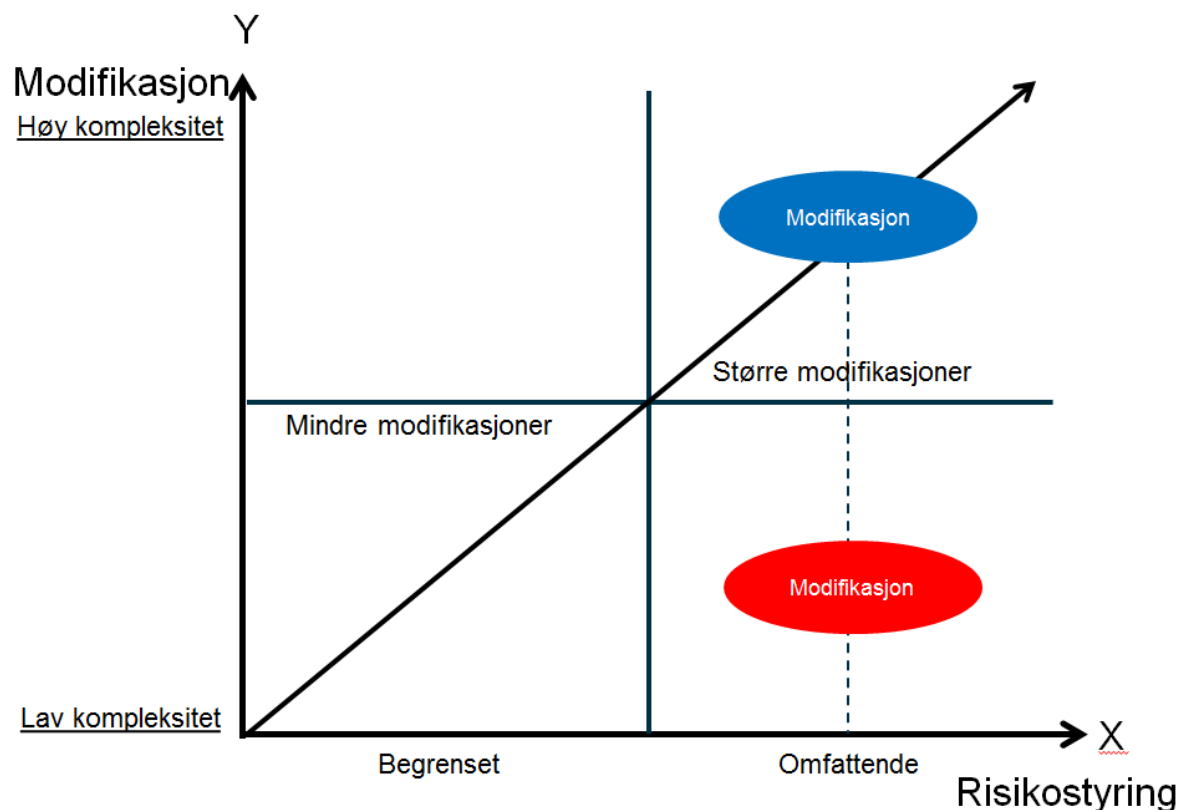 Y
Modifikasjon
Høy kompleksitet
Modifikasjon
Større modifikasjoner
Mindre modifikasjoner
Modifikasjon
Lav kompleksitet
X
Begrenset
Omfattende
Risikostyring